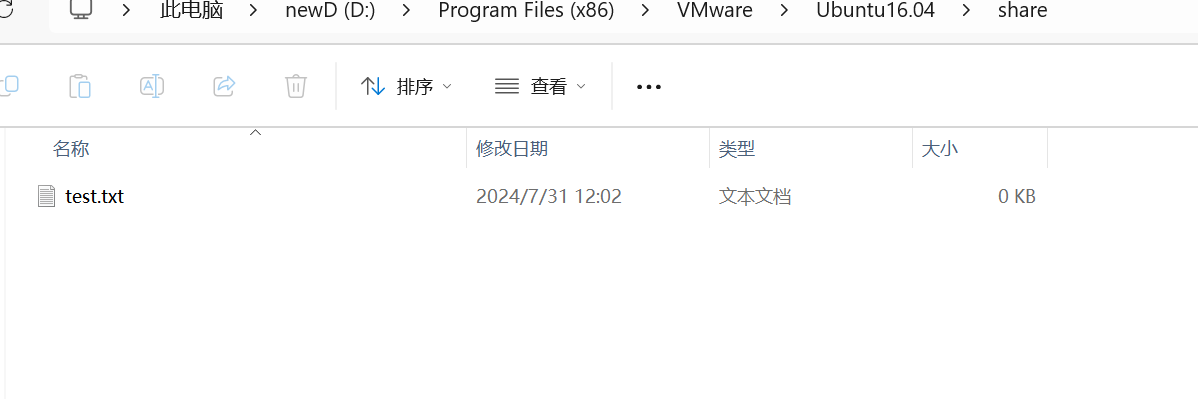 此电脑 > newD (D:) > Program Files (x86) > VMware > Ubuntu16.04 > share
排序 查看 •••
名称 修改日期 类型 大小
test.txt 2024/7/31 12:02 文本文档 0 KB